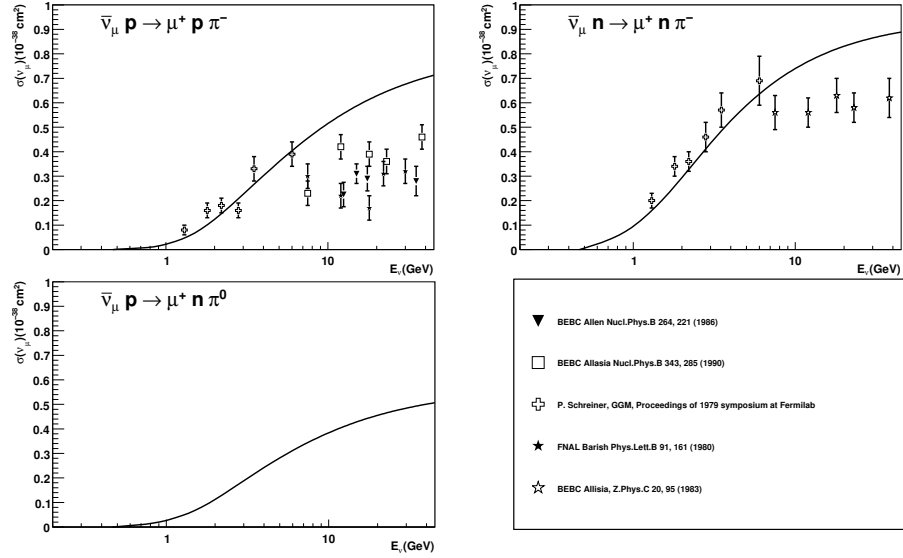 ν̅μ p → μ⁺ p π⁻
σ(νμ)(10⁻³⁸ cm²)
1
0.9
0.8
0.7
0.6
0.5
0.4
0.3
0.2
0.1
0
1
10
Eν(GeV)
ν̅μ n → μ⁺ n π⁻
σ(νμ)(10⁻³⁸ cm²)
1
0.9
0.8
0.7
0.6
0.5
0.4
0.3
0.2
0.1
0
1
10
Eν(GeV)
ν̅μ p → μ⁺ n π⁰
σ(νμ)(10⁻³⁸ cm²)
1
0.9
0.8
0.7
0.6
0.5
0.4
0.3
0.2
0.1
0
1
10
Eν(GeV)
BEBC Allen Nucl.Phys.B 264, 221 (1986)
BEBC Allasia Nucl.Phys.B 343, 285 (1990)
P. Schreiner, GGM, Proceedings of 1979 symposium at Fermilab
FNAL Barish Phys.Lett.B 91, 161 (1980)
BEBC Allisia, Z.Phys.C 20, 95 (1983)